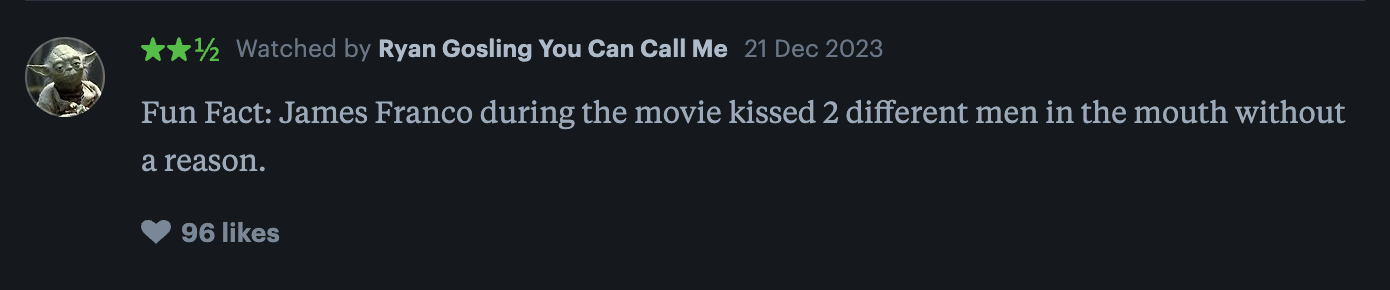 ★★½ Watched by Ryan Gosling You Can Call Me 21 Dec 2023
Fun Fact: James Franco during the movie kissed 2 different men in the mouth without
a reason.
96 likes